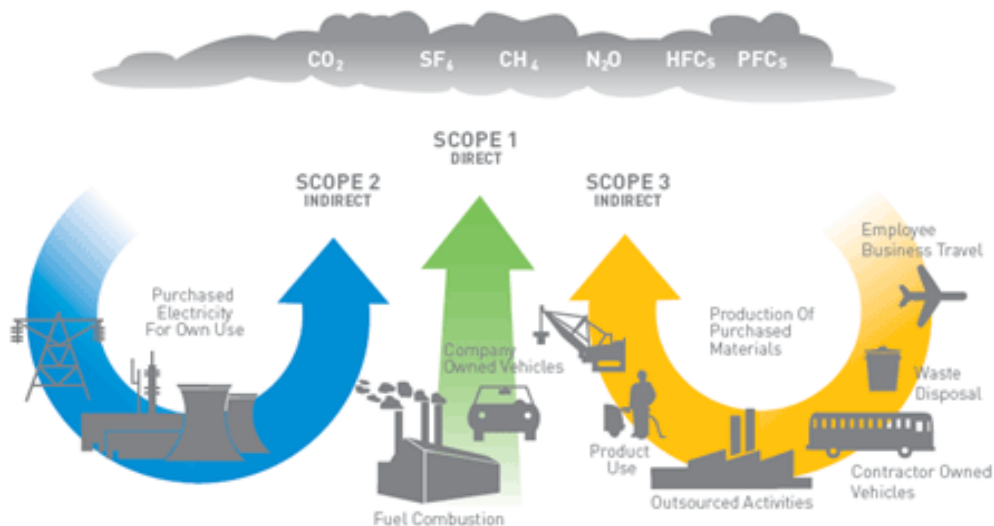 CO₂ SF₆ CH₄ N₂O HFCs PFCs
SCOPE 1
DIRECT
SCOPE 2
INDIRECT
SCOPE 3
INDIRECT
Purchased
Electricity
For Own Use
Company
Owned Vehicles
Fuel Combustion
Employee
Business Travel
Production Of
Purchased
Materials
Waste
Disposal
Product
Use
Contractor Owned
Vehicles
Outsourced Activities